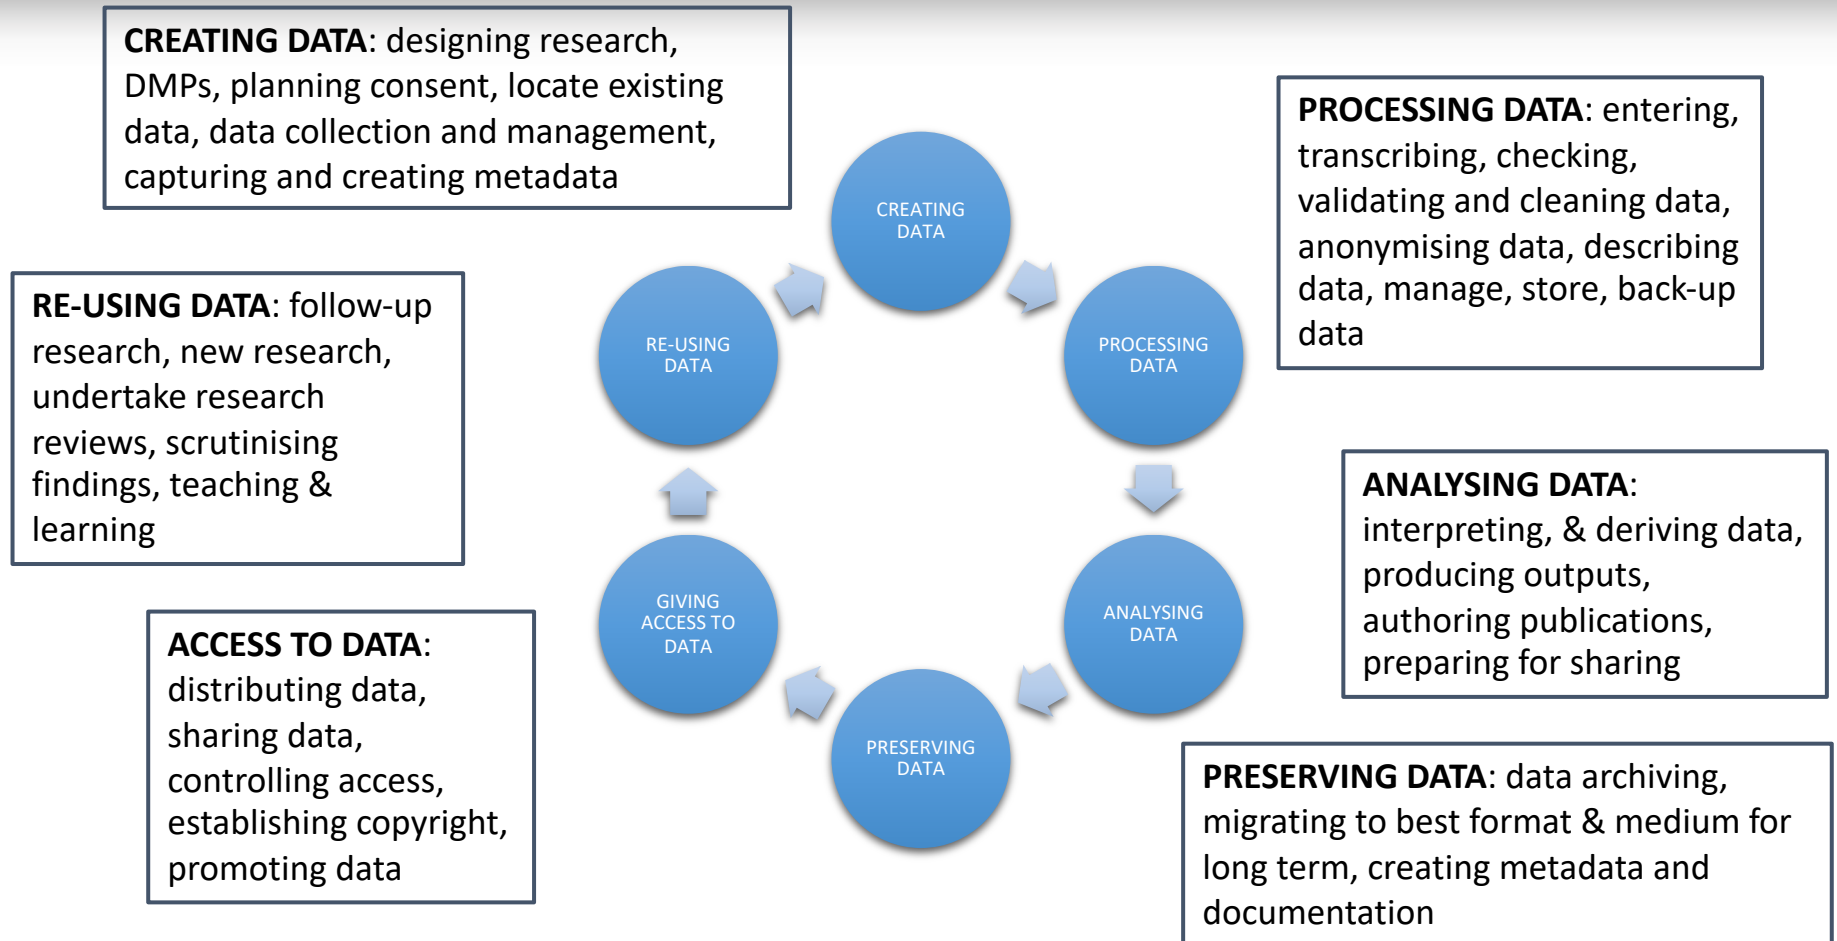 CREATING DATA: designing research,
DMPs, planning consent, locate existing
data, data collection and management,
capturing and creating metadata
PROCESSING DATA: entering,
transcribing, checking,
validating and cleaning data,
anonymising data, describing
data, manage, store, back-up
data
ANALYSING DATA:
interpreting, & deriving data,
producing outputs,
authoring publications,
preparing for sharing
PRESERVING DATA: data archiving,
migrating to best format & medium for
long term, creating metadata and
documentation
ACCESS TO DATA:
distributing data,
sharing data,
controlling access,
establishing copyright,
promoting data
RE-USING DATA: follow-up
research, new research,
undertake research
reviews, scrutinising
findings, teaching &
learning
CREATING
DATA
PROCESSING
DATA
ANALYSING
DATA
PRESERVING
DATA
GIVING
ACCESS TO
DATA
RE-USING
DATA